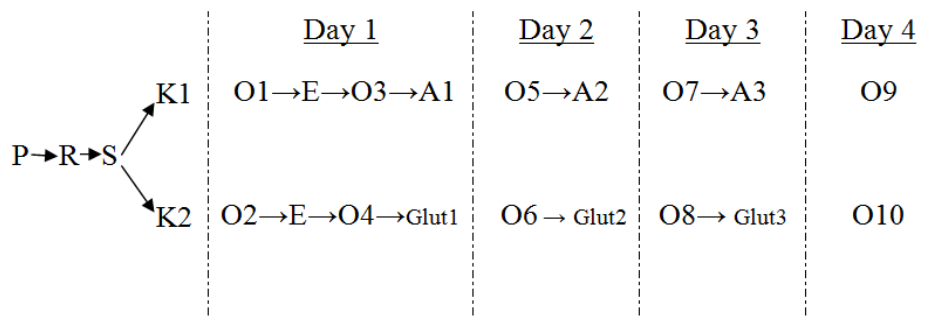 Day 1 Day 2 Day 3 Day 4
K1 O1→E→O3→A1 O5→A2 O7→A3 O9
P→R→S
K2 O2→E→O4→Glut1 O6→Glut2 O8→Glut3 O10